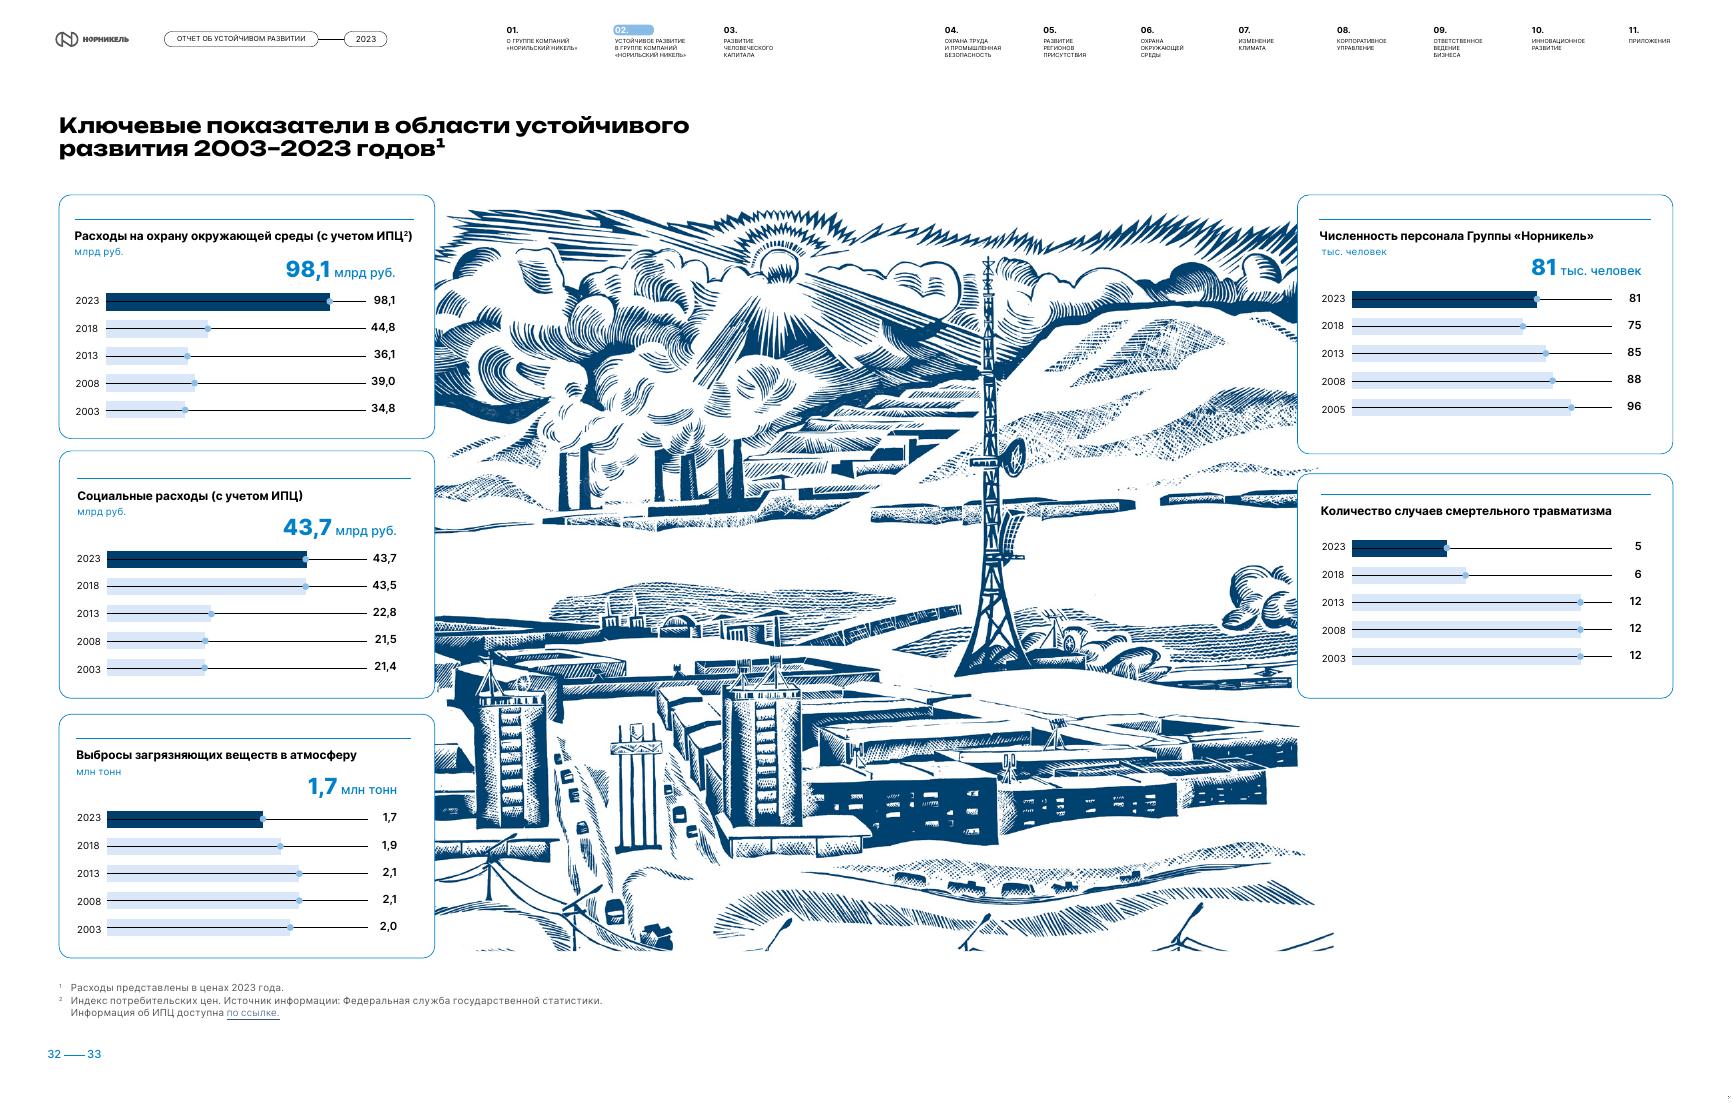 НОРНИКЕЛЬ
ОТЧЕТ ОБ УСТОЙЧИВОМ РАЗВИТИИ
2023
01.
О ГРУППЕ КОМПАНИЙ
«НОРИЛЬСКИЙ НИКЕЛЬ»
02.
УСТОЙЧИВОЕ РАЗВИТИЕ
В ГРУППЕ КОМПАНИЙ
«НОРИЛЬСКИЙ НИКЕЛЬ»
03.
РАЗВИТИЕ
ЧЕЛОВЕЧЕСКОГО
КАПИТАЛА
04.
ОХРАНА ТРУДА
И ПРОМЫШЛЕННАЯ
БЕЗОПАСНОСТЬ
05.
РАЗВИТИЕ
РЕГИОНОВ
ПРИСУТСТВИЯ
06.
ОХРАНА
ОКРУЖАЮЩЕЙ
СРЕДЫ
07.
ИЗМЕНЕНИЕ
КЛИМАТА
08.
КОРПОРАТИВНОЕ
УПРАВЛЕНИЕ
09.
ОТВЕТСТВЕННОЕ
ВЕДЕНИЕ
БИЗНЕСА
10.
ИННОВАЦИОННОЕ
РАЗВИТИЕ
11.
ПРИЛОЖЕНИЯ
Ключевые показатели в области устойчивого
развития 2003–2023 годов¹
Расходы на охрану окружающей среды (с учетом ИПЦ²)
млрд руб.
98,1 млрд руб.
2023 98,1
2018 44,8
2013 36,1
2008 39,0
2003 34,8
Социальные расходы (с учетом ИПЦ)
млрд руб.
43,7 млрд руб.
2023 43,7
2018 43,5
2013 22,8
2008 21,5
2003 21,4
Выбросы загрязняющих веществ в атмосферу
млн тонн
1,7 млн тонн
2023 1,7
2018 1,9
2013 2,1
2008 2,1
2003 2,0
Численность персонала Группы «Норникель»
тыс. человек
81 тыс. человек
2023 81
2018 75
2013 85
2008 88
2005 96
Количество случаев смертельного травматизма
2023 5
2018 6
2013 12
2008 12
2003 12
¹ Расходы представлены в ценах 2023 года.
² Индекс потребительских цен. Источник информации: Федеральная служба государственной статистики.
Информация об ИПЦ доступна по ссылке.
32 — 33